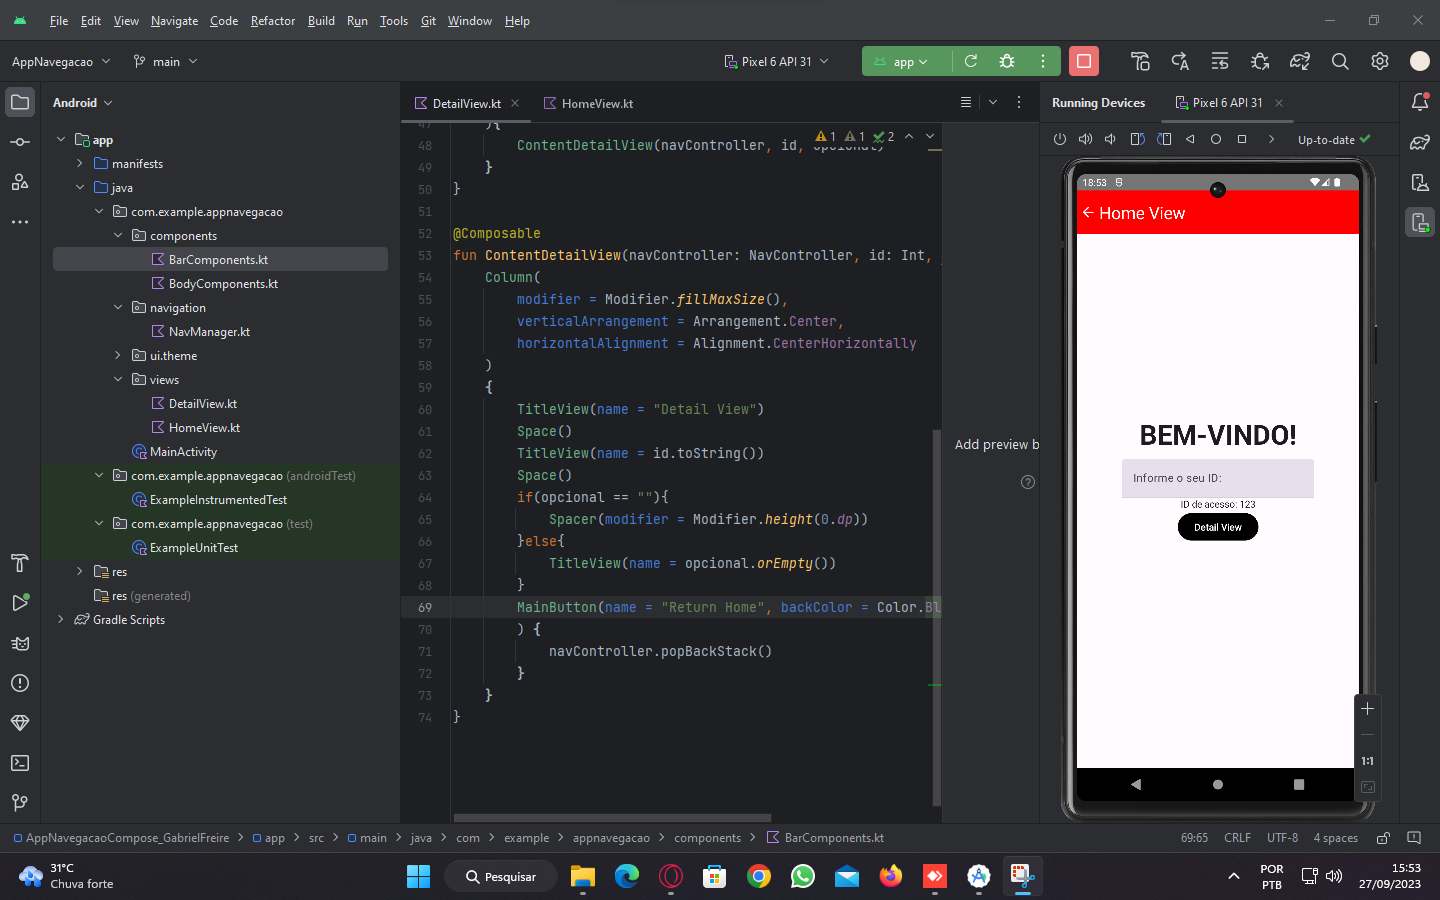 File Edit View Navigate Code Refactor Build Run Tools Git Window Help
AppNavegacao main Pixel 6 API 31 app
Android
DetailView.kt HomeView.kt
Running Devices Pixel 6 API 31
Up-to-date
app
manifests
java
com.example.appnavegacao
components
BarComponents.kt
BodyComponents.kt
navigation
NavManager.kt
ui.theme
views
DetailView.kt
HomeView.kt
MainActivity
com.example.appnavegacao (androidTest)
ExampleInstrumentedTest
com.example.appnavegacao (test)
ExampleUnitTest
res
res (generated)
Gradle Scripts
1 1 2
47 ){
48 ContentDetailView(navController, id, opcional)
49 }
50 }
51
52 @Composable
53 fun ContentDetailView(navController: NavController, id: Int,
54 Column(
55 modifier = Modifier.fillMaxSize(),
56 verticalArrangement = Arrangement.Center,
57 horizontalAlignment = Alignment.CenterHorizontally
58 )
59 {
60 TitleView(name = "Detail View")
61 Space()
62 TitleView(name = id.toString())
63 Space()
64 if(opcional == ""){
65 Spacer(modifier = Modifier.height(0.dp))
66 }else{
67 TitleView(name = opcional.orEmpty())
68 }
69 MainButton(name = "Return Home", backColor = Color.Bl
70 ) {
71 navController.popBackStack()
72 }
73 }
74 }
Add preview b
18:53
Home View
BEM-VINDO!
Informe o seu ID:
ID de acesso: 123
Detail View
1:1
AppNavegacaoCompose_GabrielFreire > app > src > main > java > com > example > appnavegacao > components > BarComponents.kt
69:65 CRLF UTF-8 4 spaces
31°C
Chuva forte
Pesquisar
POR
PTB
15:53
27/09/2023